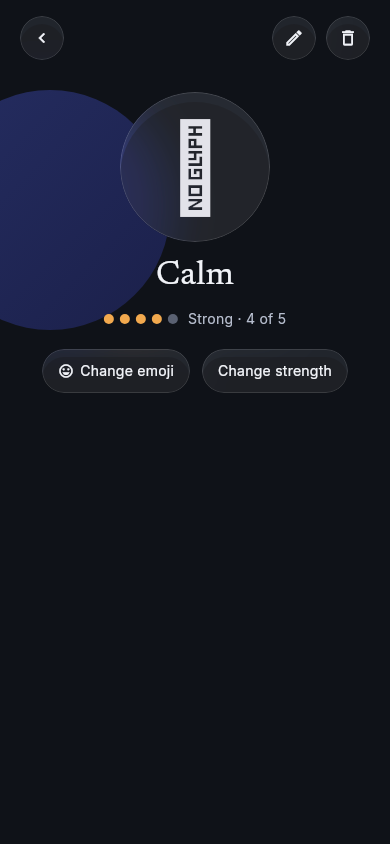 NO GLYPH
Calm
Strong · 4 of 5
Change emoji
Change strength